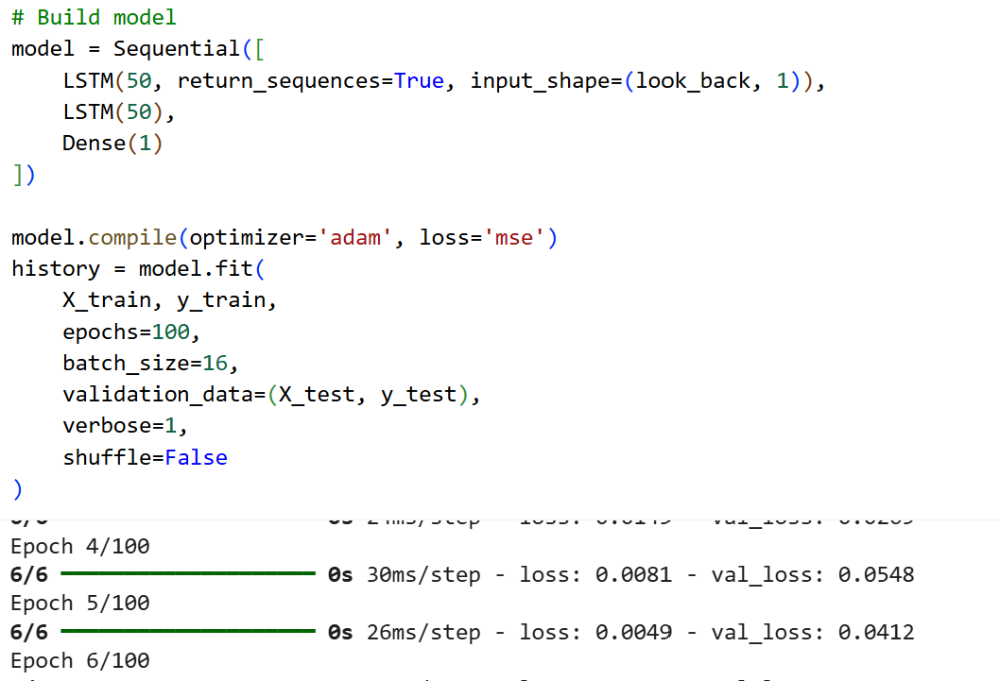 # Build model
model = Sequential([
    LSTM(50, return_sequences=True, input_shape=(look_back, 1)),
    LSTM(50),
    Dense(1)
])

model.compile(optimizer='adam', loss='mse')
history = model.fit(
    X_train, y_train,
    epochs=100,
    batch_size=16,
    validation_data=(X_test, y_test),
    verbose=1,
    shuffle=False
)
Epoch 4/100
6/6 0s 30ms/step - loss: 0.0081 - val_loss: 0.0548
Epoch 5/100
6/6 0s 26ms/step - loss: 0.0049 - val_loss: 0.0412
Epoch 6/100